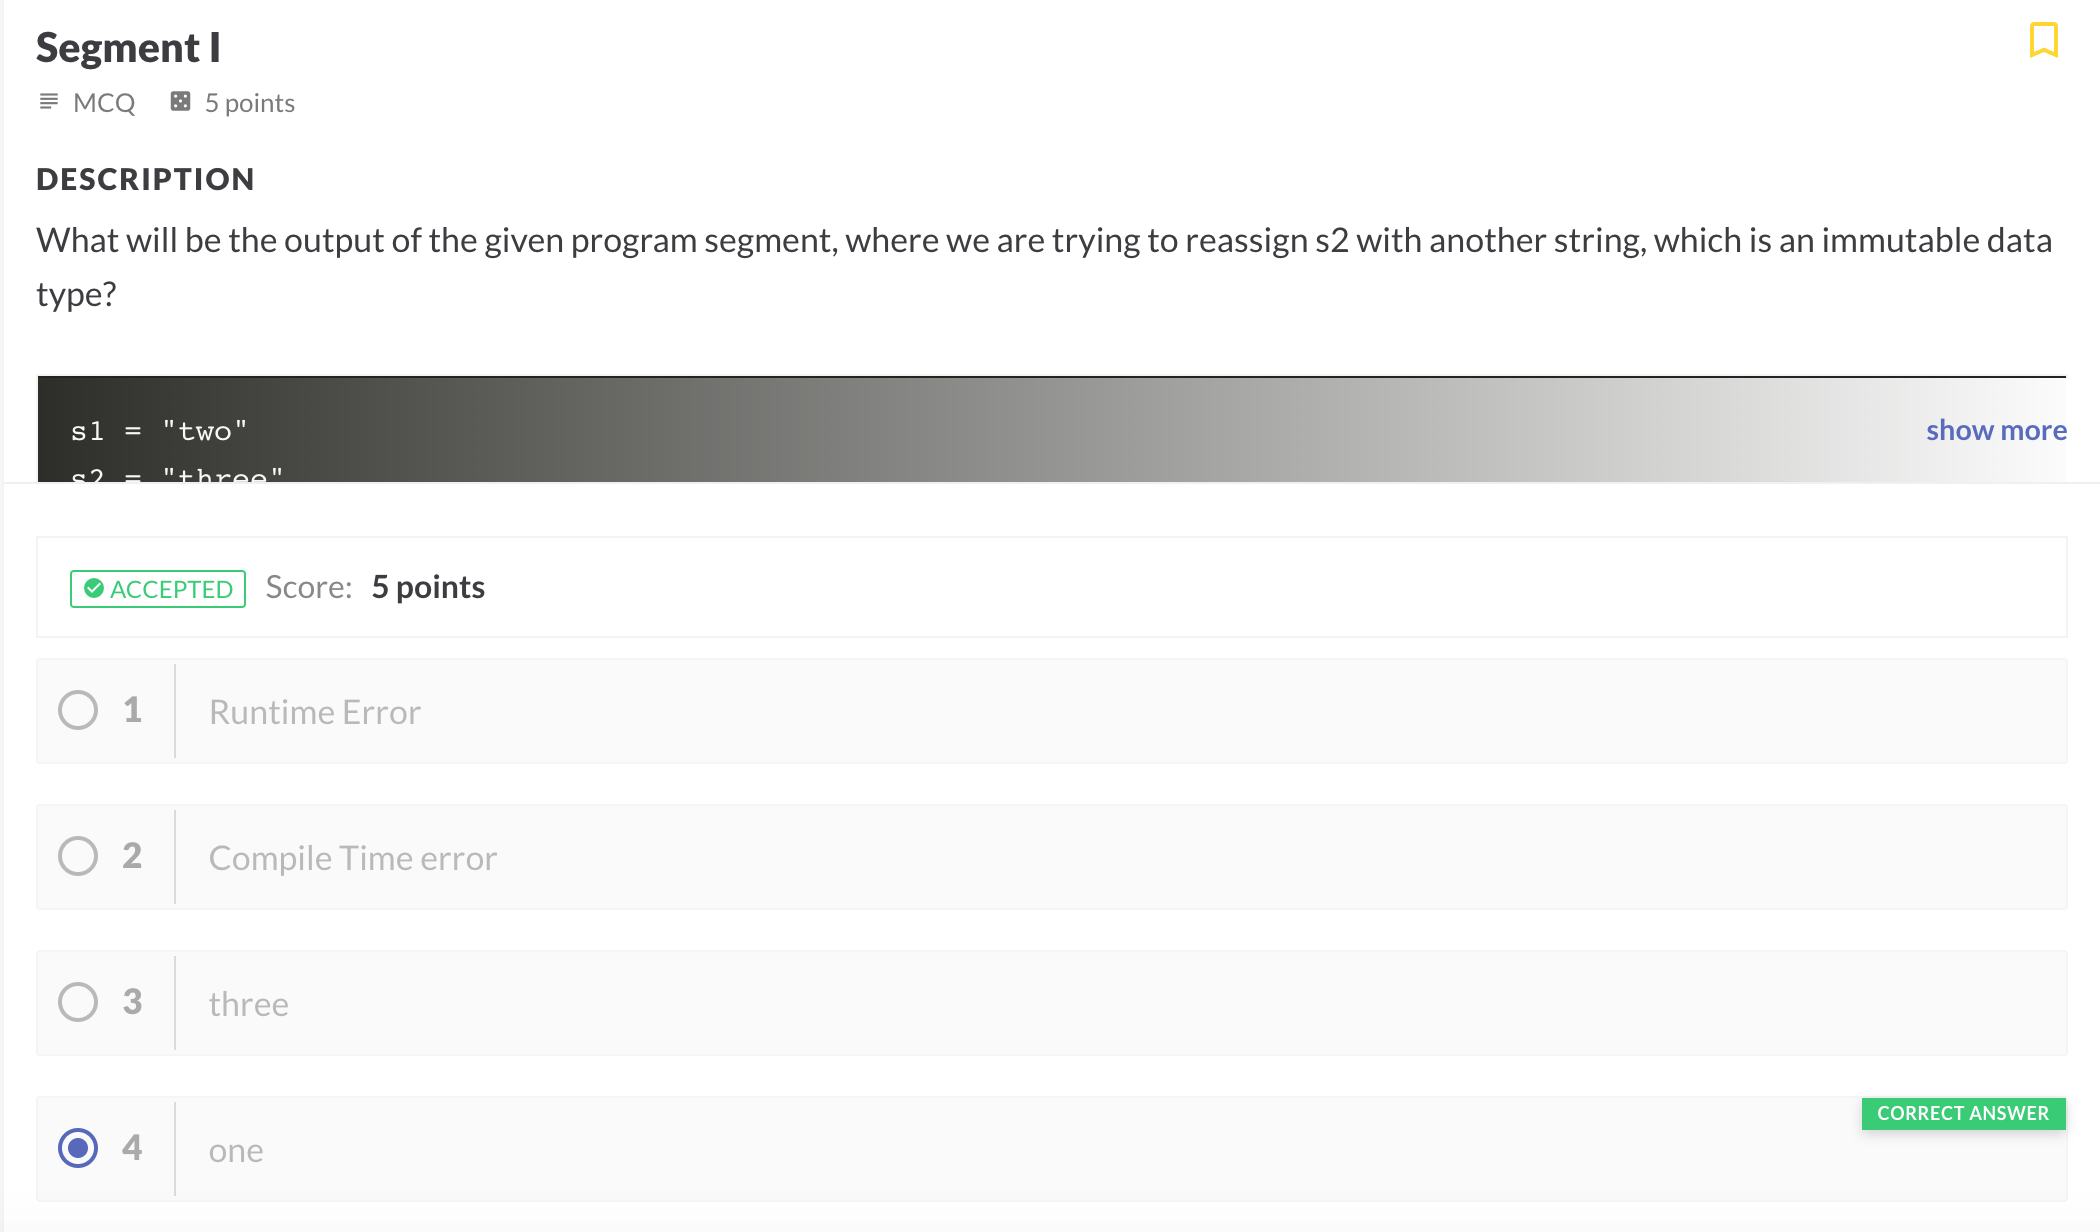 Segment I
MCQ 5 points
DESCRIPTION
What will be the output of the given program segment, where we are trying to reassign s2 with another string, which is an immutable data
type?
s1 = "two"
show more
s2 = "three"
ACCEPTED Score: 5 points
1 Runtime Error
2 Compile Time error
3 three
CORRECT ANSWER
4 one